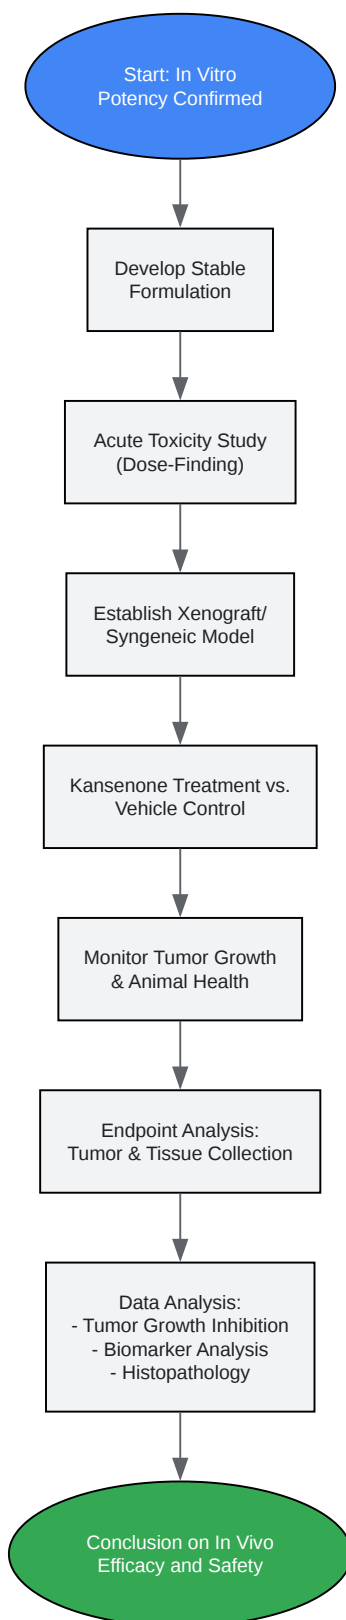 Start: In Vitro
Potency Confirmed
Develop Stable
Formulation
Acute Toxicity Study
(Dose-Finding)
Establish Xenograft/
Syngeneic Model
Kansenone Treatment vs.
Vehicle Control
Monitor Tumor Growth
& Animal Health
Endpoint Analysis:
Tumor & Tissue Collection
Data Analysis:
- Tumor Growth Inhibition
- Biomarker Analysis
- Histopathology
Conclusion on In Vivo
Efficacy and Safety